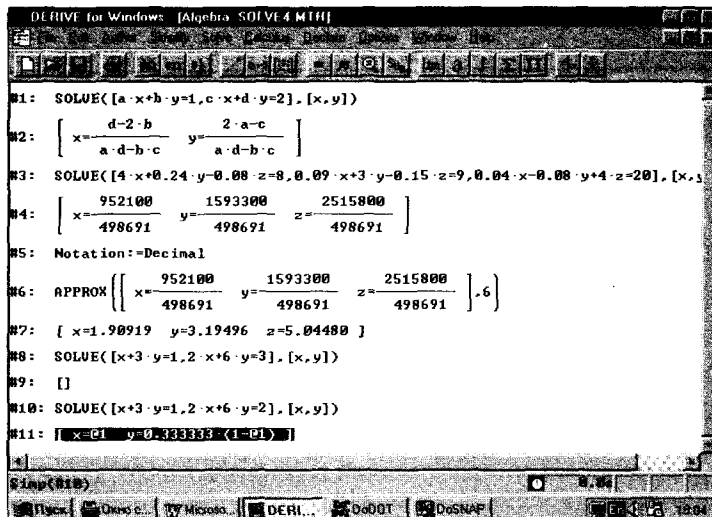 DERIVE for Windows - [Algebra SOLVE4.MTH]
#1: SOLVE([a·x+b·y=1,c·x+d·y=2],[x,y])
#2: [ x=(d-2·b)/(a·d-b·c) y=(2·a-c)/(a·d-b·c) ]
#3: SOLVE([4·x+0.24·y-0.08·z=8,0.09·x+3·y-0.15·z=9,0.04·x-0.08·y+4·z=20],[x,y
#4: [ x=952100/498691 y=1593300/498691 z=2515800/498691 ]
#5: Notation:=Decimal
#6: APPROX([ x=952100/498691 y=1593300/498691 z=2515800/498691 ],6)
#7: [ x=1.90919 y=3.19496 z=5.04480 ]
#8: SOLVE([x+3·y=1,2·x+6·y=3],[x,y])
#9: []
#10: SOLVE([x+3·y=1,2·x+6·y=2],[x,y])
#11: [ x=@1 y=0.333333·(1-@1) ]
Simp(#10)
Пуск Окно с... Microso... DERI... DoDOT DoSNAP